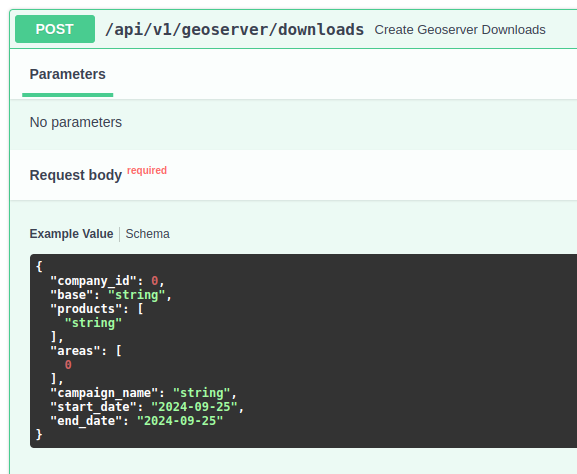 POST /api/v1/geoserver/downloads Create Geoserver Downloads
Parameters
No parameters
Request body required
Example Value | Schema
{
  "company_id": 0,
  "base": "string",
  "products": [
    "string"
  ],
  "areas": [
    0
  ],
  "campaign_name": "string",
  "start_date": "2024-09-25",
  "end_date": "2024-09-25"
}